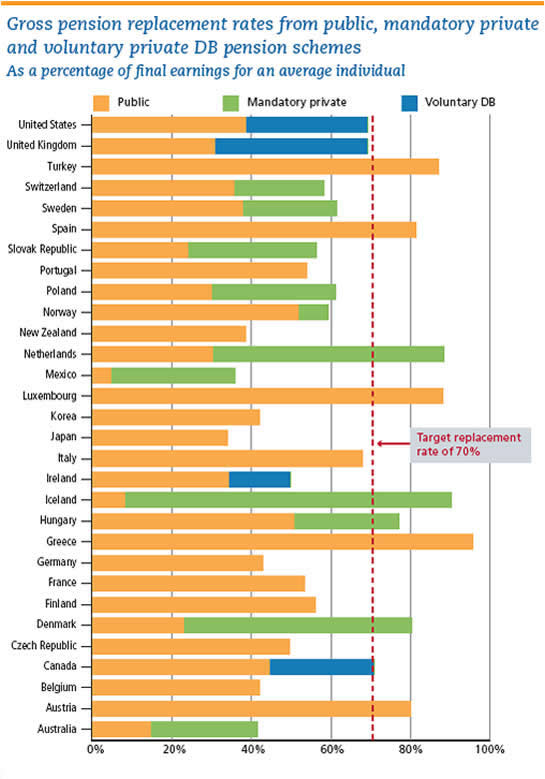 Gross pension replacement rates from public, mandatory private
and voluntary private DB pension schemes
As a percentage of final earnings for an average individual
Public Mandatory private Voluntary DB
United States
United Kingdom
Turkey
Switzerland
Sweden
Spain
Slovak Republic
Portugal
Poland
Norway
New Zealand
Netherlands
Mexico
Luxembourg
Korea
Japan
Target replacement
rate of 70%
Italy
Ireland
Iceland
Hungary
Greece
Germany
France
Finland
Denmark
Czech Republic
Canada
Belgium
Austria
Australia
0% 20% 40% 60% 80% 100%